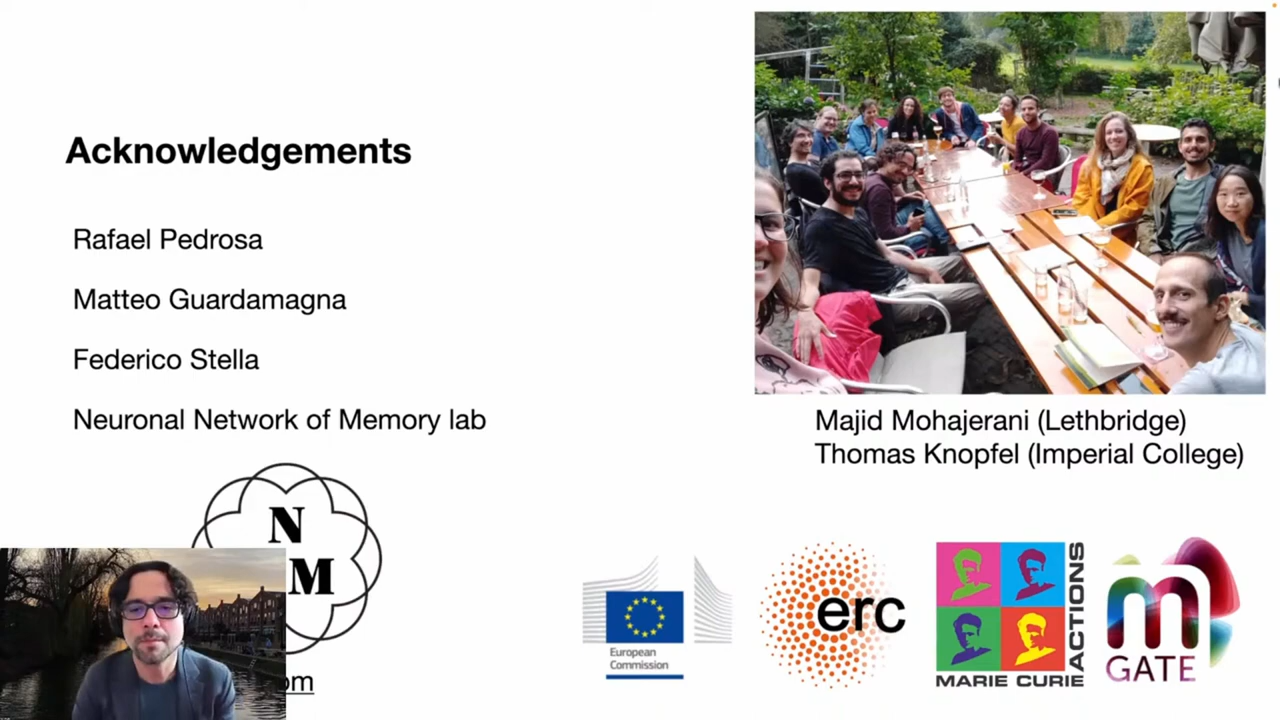 Acknowledgements
Rafael Pedrosa
Matteo Guardamagna
Federico Stella
Neuronal Network of Memory lab
Majid Mohajerani (Lethbridge)
Thomas Knopfel (Imperial College)
N
M
om
European
Commission
erc
MARIE CURIE
ACTIONS
m
GATE